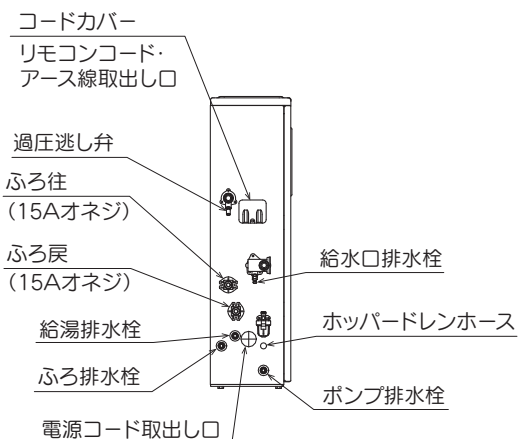 コードカバー
リモコンコード・
アース線取出し口
過圧逃し弁
ふろ往
(15Aオネジ)
ふろ戻
(15Aオネジ)
給水口排水栓
給湯排水栓
ホッパードレンホース
ふろ排水栓
ポンプ排水栓
電源コード取出し口